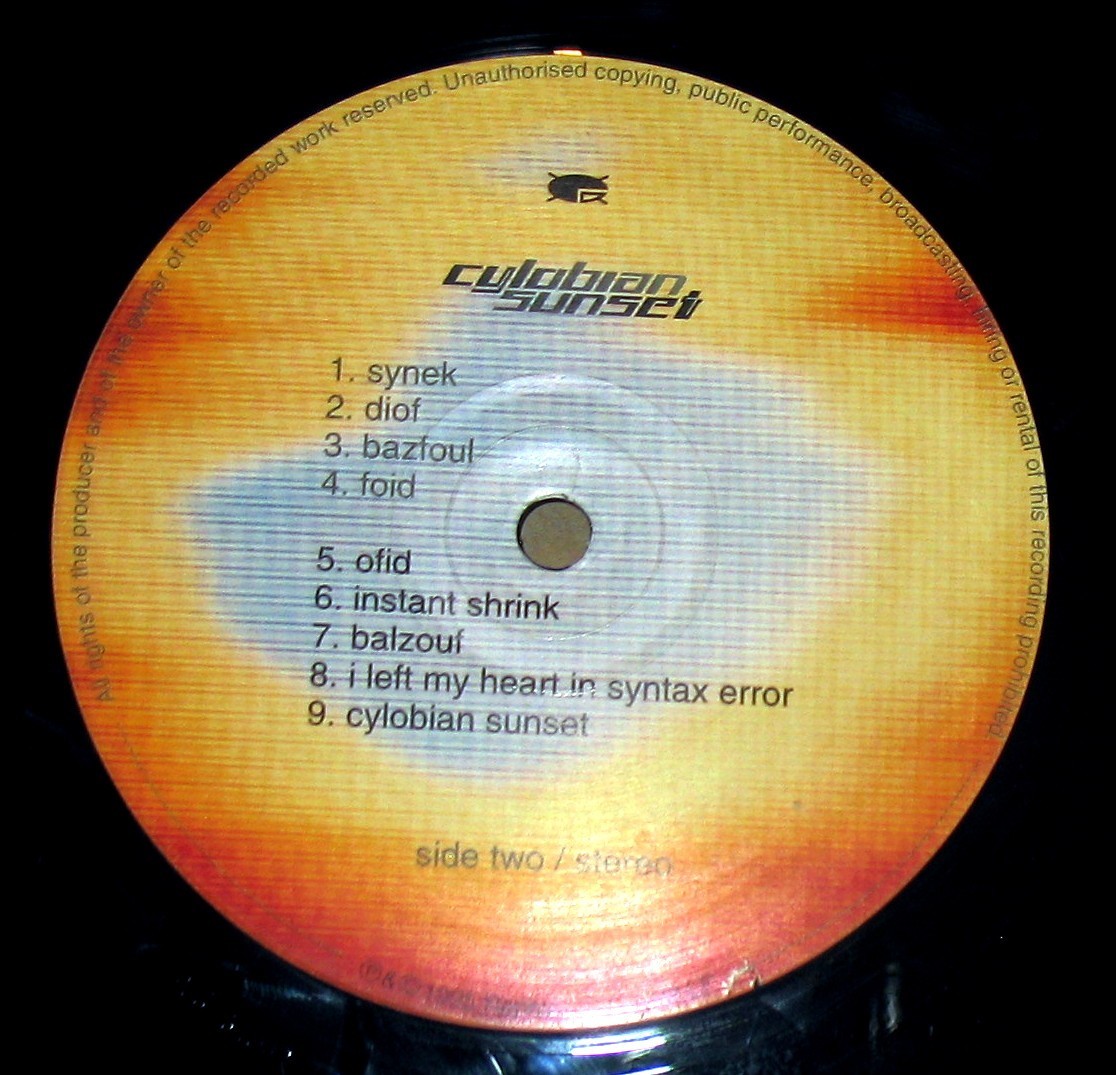 All rights of the producer and of the owner of the recorded work reserved. Unauthorised copying, public performance, broadcasting, hiring or rental of this recording prohibited.
cylobian
sunset
1. synek
2. diof
3. bazfoul
4. foid
5. ofid
6. instant shrink
7. balzouf
8. i left my heart in syntax error
9. cylobian sunset
side two / stereo
℗ & ©